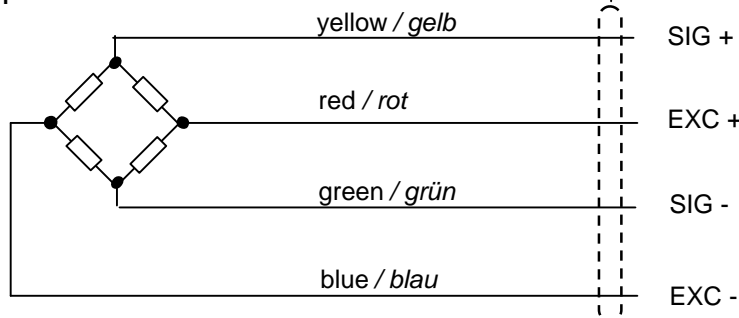 yellow / gelb SIG +
red / rot EXC +
green / grün SIG -
blue / blau EXC -